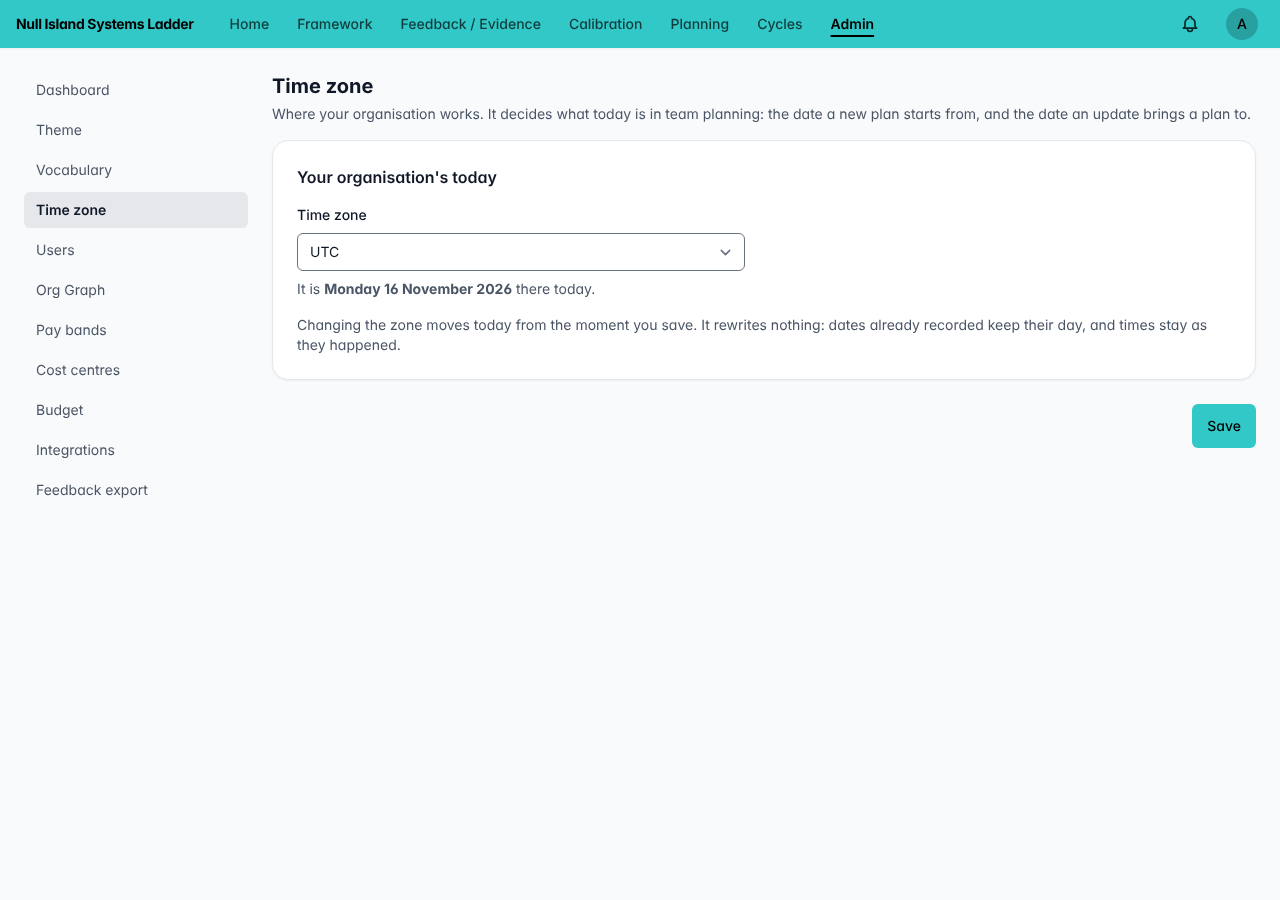 Null Island Systems Ladder
Home
Framework
Feedback / Evidence
Calibration
Planning
Cycles
Admin
A
Dashboard
Theme
Vocabulary
Time zone
Users
Org Graph
Pay bands
Cost centres
Budget
Integrations
Feedback export
Time zone
Where your organisation works. It decides what today is in team planning: the date a new plan starts from, and the date an update brings a plan to.
Your organisation's today
Time zone
UTC
It is Monday 16 November 2026 there today.
Changing the zone moves today from the moment you save. It rewrites nothing: dates already recorded keep their day, and times stay as
they happened.
Save